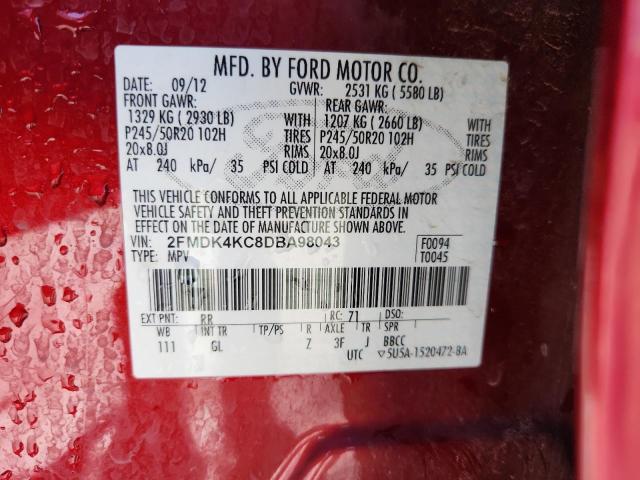 MFD. BY FORD MOTOR CO.
DATE: 09/12 GVWR: 2531 KG ( 5580 LB)
FRONT GAWR: REAR GAWR:
1329 KG ( 2930 LB) WITH 1207 KG ( 2660 LB) WITH
P245/50R20 102H TIRES P245/50R20 102H TIRES
20x8.0J RIMS 20x8.0J RIMS
AT 240 kPa/ 35 PSI COLD AT 240 kPa/ 35 PSI COLD
THIS VEHICLE CONFORMS TO ALL APPLICABLE FEDERAL MOTOR
VEHICLE SAFETY AND THEFT PREVENTION STANDARDS IN
EFFECT ON THE DATE OF MANUFACTURE SHOWN ABOVE.
VIN: 2FMDK4KC8DBA98043 F0094
TYPE: MPV T0045
EXT PNT: RR RC: 71 DSO:
WB INT TR TP/PS R AXLE TR SPR
111 GL Z 3F J BBCC
UTC ▽5U5A-1520472-BA